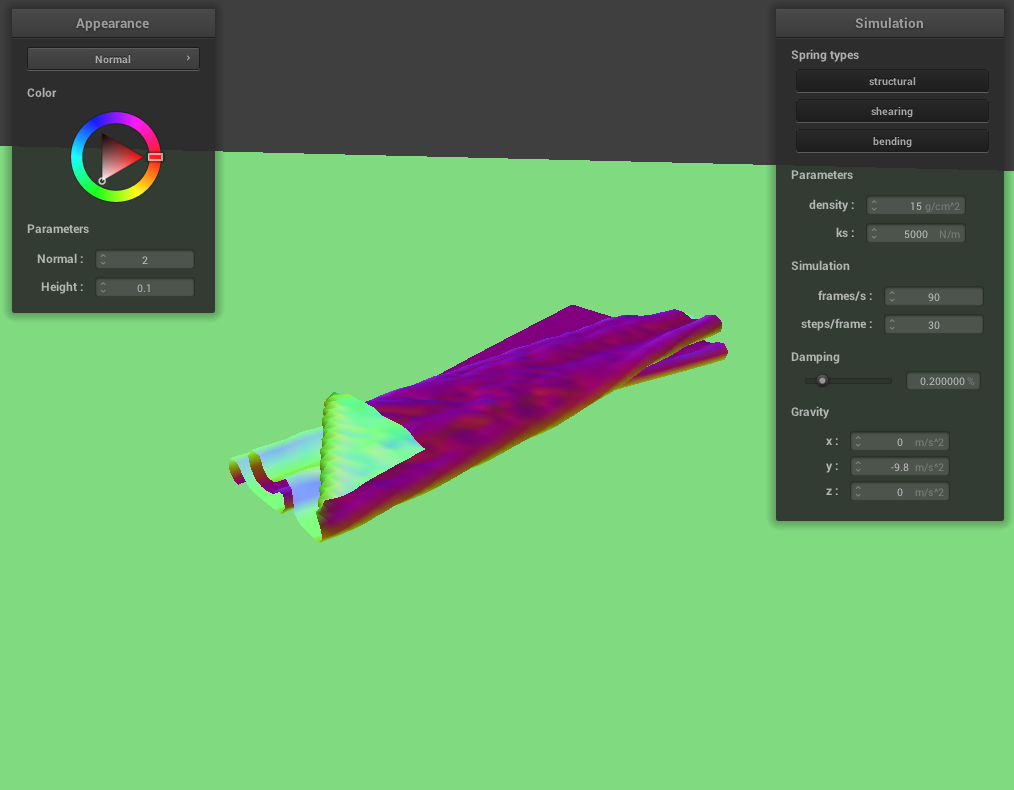 Appearance
Normal
Color
Parameters
Normal :
2
Height :
0.1
Simulation
Spring types
structural
shearing
bending
Parameters
density :
15 g/cm^2
ks :
5000 N/m
Simulation
frames/s :
90
steps/frame :
30
Damping
0.200000 %
Gravity
x :
0 m/s^2
y :
-9.8 m/s^2
z :
0 m/s^2